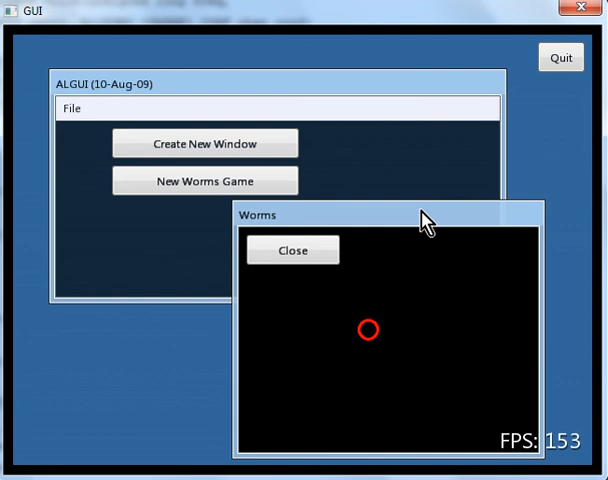 GUI
Quit
ALGUI (10-Aug-09)
File
Create New Window
New Worms Game
Worms
Close
FPS: 153